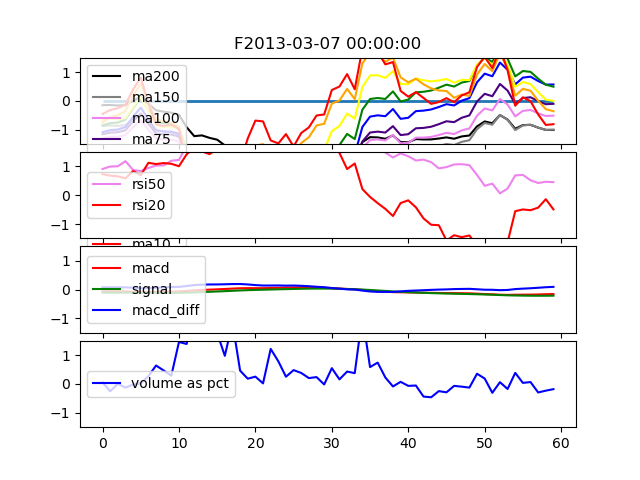 F2013-03-07 00:00:00
1
0
−1
ma200
ma150
ma100
ma75
1
0
−1
rsi50
rsi20
ma10
1
0
−1
macd
signal
macd_diff
1
0
−1
volume as pct
0 10 20 30 40 50 60